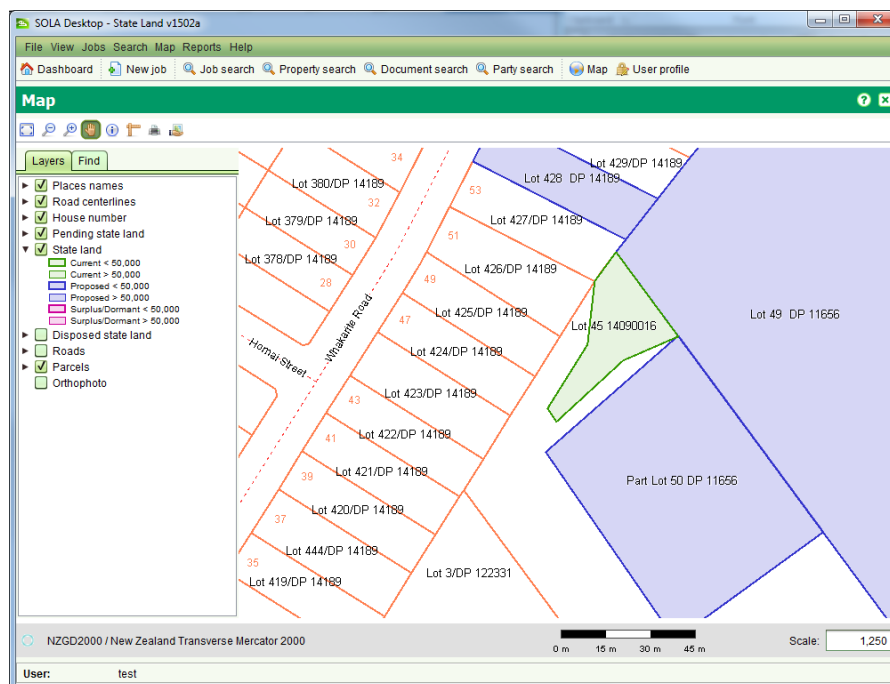 SOLA Desktop - State Land v1502a
File View Jobs Search Map Reports Help
Dashboard New job Job search Property search Document search Party search Map User profile
Map
Layers Find
Places names
Road centerlines
House number
Pending state land
State land
Current < 50,000
Current > 50,000
Proposed < 50,000
Proposed > 50,000
Surplus/Dormant < 50,000
Surplus/Dormant > 50,000
Disposed state land
Roads
Parcels
Orthophoto
34
Lot 429/DP 14189
Lot 380/DP 14189
Lot 428 DP 14189
53
32
Lot 379/DP 14189
Lot 427/DP 14189
30
51
Lot 378/DP 14189
Lot 426/DP 14189
28
49
Lot 425/DP 14189
Lot 49 DP 11656
Whakarite Road
47
Lot 45 14090016
Homai Street
Lot 424/DP 14189
Lot 423/DP 14189
43
Lot 422/DP 14189
41
Lot 421/DP 14189
39
Part Lot 50 DP 11656
Lot 420/DP 14189
37
Lot 444/DP 14189
35
Lot 3/DP 122331
Lot 419/DP 14189
NZGD2000 / New Zealand Transverse Mercator 2000
0 m 15 m 30 m 45 m
Scale: 1,250
User: test